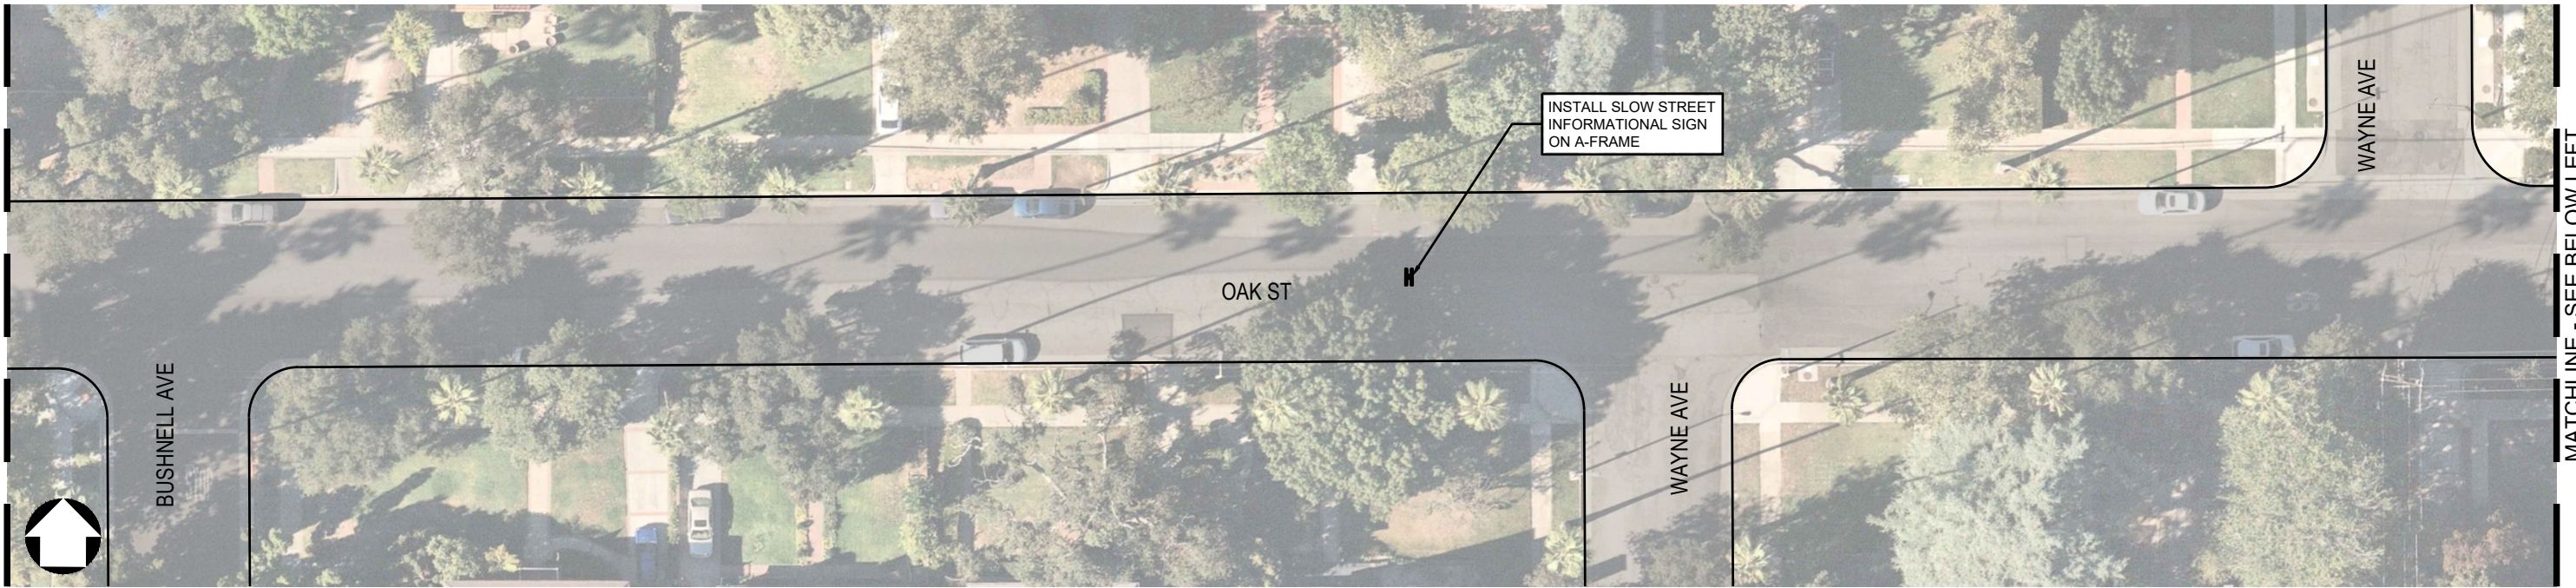 INSTALL SLOW STREET
INFORMATIONAL SIGN
ON A-FRAME
WAYNE AVE
OAK ST
BUSHNELL AVE
WAYNE AVE
MATCHLINE - SEE BELOW LEFT